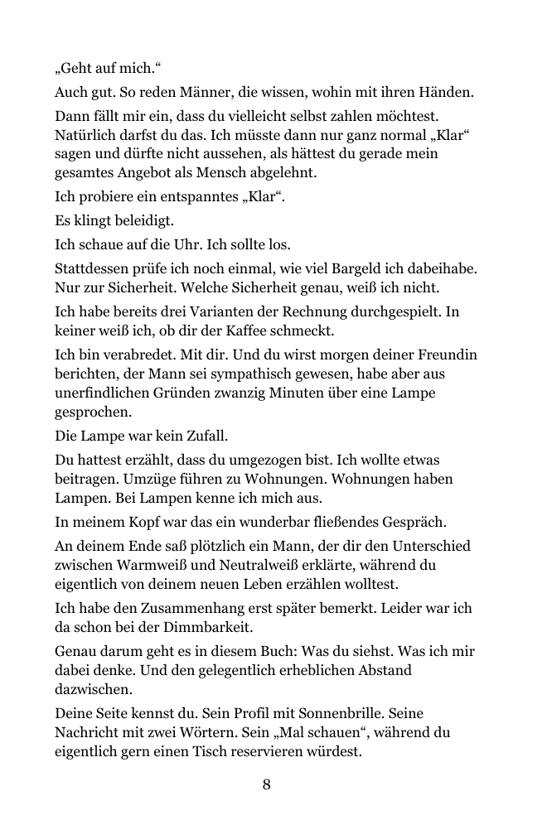 „Geht auf mich.“
Auch gut. So reden Männer, die wissen, wohin mit ihren Händen.
Dann fällt mir ein, dass du vielleicht selbst zahlen möchtest.
Natürlich darfst du das. Ich müsste dann nur ganz normal „Klar“
sagen und dürfte nicht aussehen, als hättest du gerade mein
gesamtes Angebot als Mensch abgelehnt.
Ich probiere ein entspanntes „Klar“.
Es klingt beleidigt.
Ich schaue auf die Uhr. Ich sollte los.
Stattdessen prüfe ich noch einmal, wie viel Bargeld ich dabeihabe.
Nur zur Sicherheit. Welche Sicherheit genau, weiß ich nicht.
Ich habe bereits drei Varianten der Rechnung durchgespielt. In
keiner weiß ich, ob dir der Kaffee schmeckt.
Ich bin verabredet. Mit dir. Und du wirst morgen deiner Freundin
berichten, der Mann sei sympathisch gewesen, habe aber aus
unerfindlichen Gründen zwanzig Minuten über eine Lampe
gesprochen.
Die Lampe war kein Zufall.
Du hattest erzählt, dass du umgezogen bist. Ich wollte etwas
beitragen. Umzüge führen zu Wohnungen. Wohnungen haben
Lampen. Bei Lampen kenne ich mich aus.
In meinem Kopf war das ein wunderbar fließendes Gespräch.
An deinem Ende saß plötzlich ein Mann, der dir den Unterschied
zwischen Warmweiß und Neutralweiß erklärte, während du
eigentlich von deinem neuen Leben erzählen wolltest.
Ich habe den Zusammenhang erst später bemerkt. Leider war ich
da schon bei der Dimmbarkeit.
Genau darum geht es in diesem Buch: Was du siehst. Was ich mir
dabei denke. Und den gelegentlich erheblichen Abstand
dazwischen.
Deine Seite kennst du. Sein Profil mit Sonnenbrille. Seine
Nachricht mit zwei Wörtern. Sein „Mal schauen“, während du
eigentlich gern einen Tisch reservieren würdest.
8